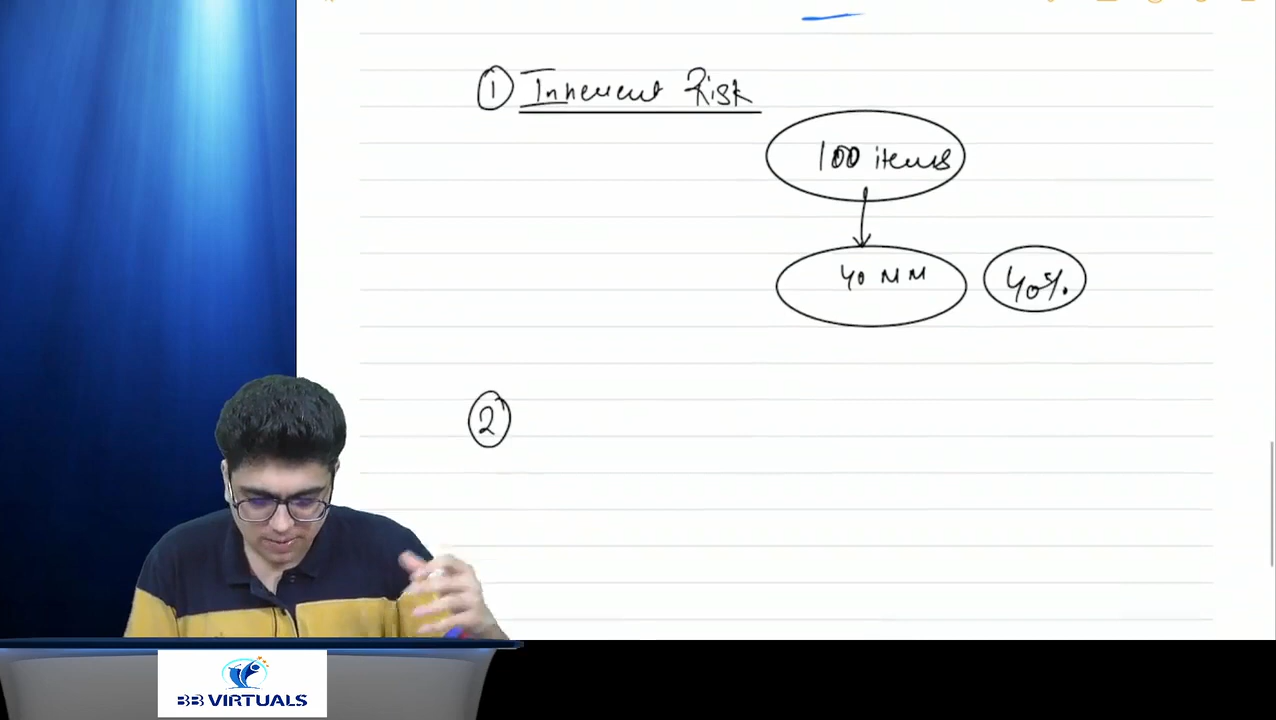 ① Inherent Risk
100 items
40 MM 40%
②
BB VIRTUALS